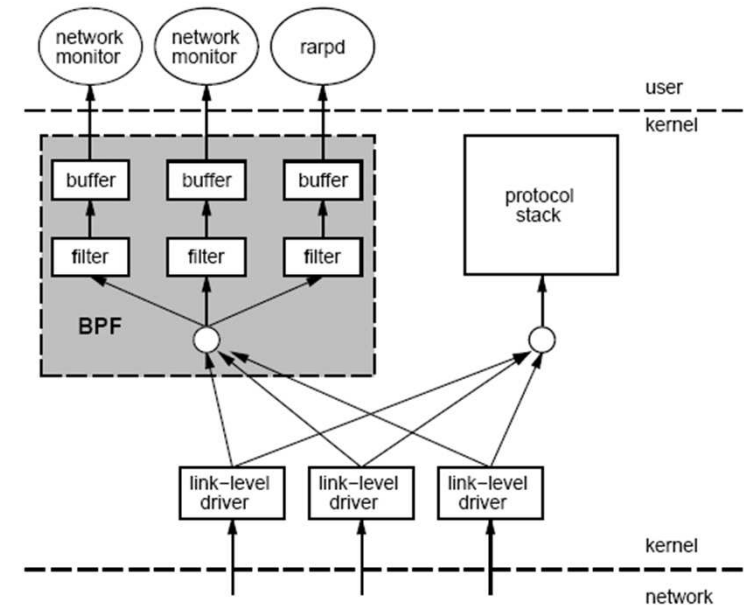 network
monitor
network
monitor
rarpd
user
kernel
buffer
buffer
buffer
protocol
stack
filter
filter
filter
BPF
link-level
driver
link-level
driver
link-level
driver
kernel
network